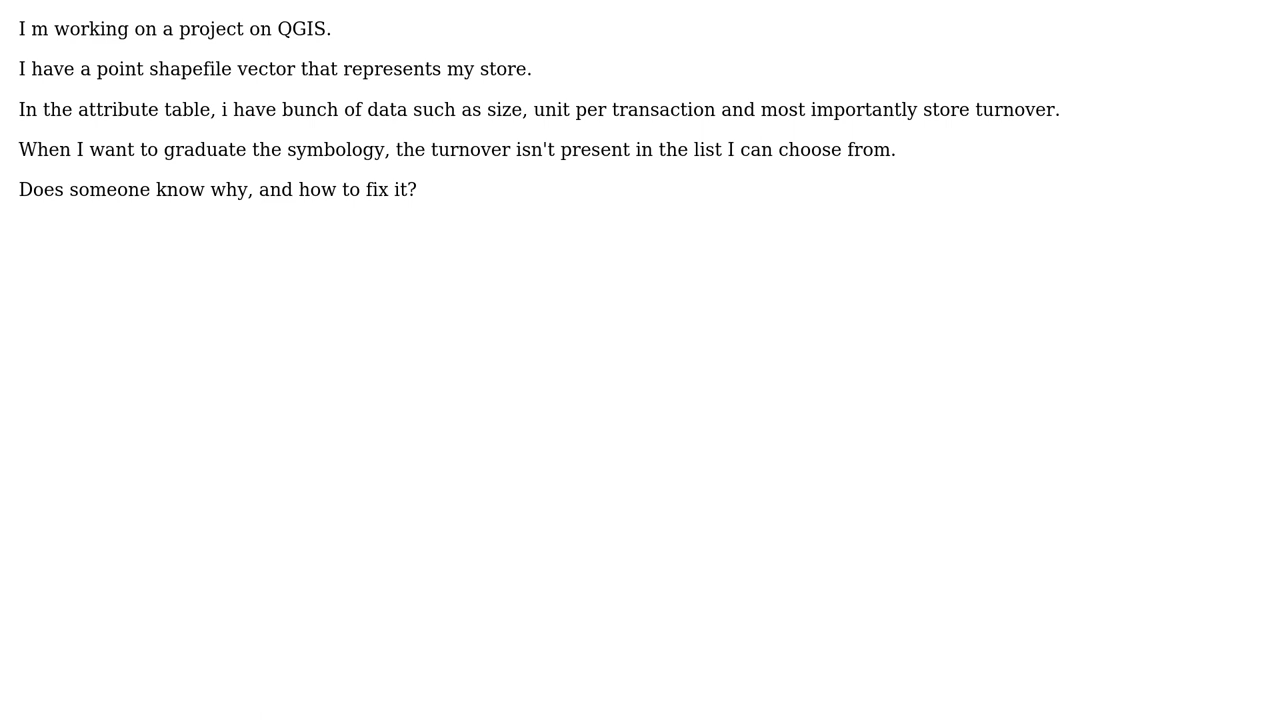 I m working on a project on QGIS.
I have a point shapefile vector that represents my store.
In the attribute table, i have bunch of data such as size, unit per transaction and most importantly store turnover.
When I want to graduate the symbology, the turnover isn't present in the list I can choose from.
Does someone know why, and how to fix it?